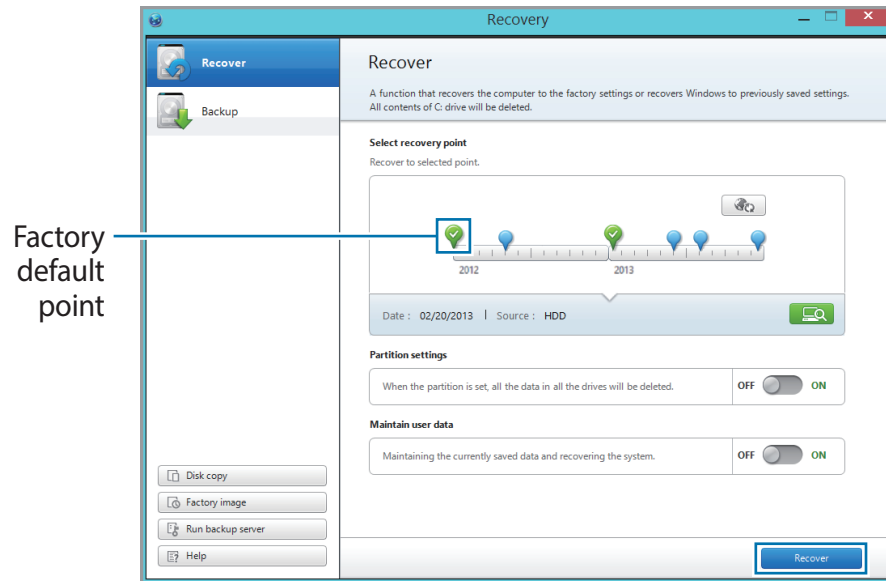 Recovery
Recover
Backup
Recover
A function that recovers the computer to the factory settings or recovers Windows to previously saved settings.
All contents of C: drive will be deleted.
Select recovery point
Recover to selected point.
Factory
default
point
2012
2013
Date : 02/20/2013 | Source : HDD
Partition settings
When the partition is set, all the data in all the drives will be deleted.
OFF ON
Maintain user data
Maintaining the currently saved data and recovering the system.
OFF ON
Disk copy
Factory image
Run backup server
Help
Recover